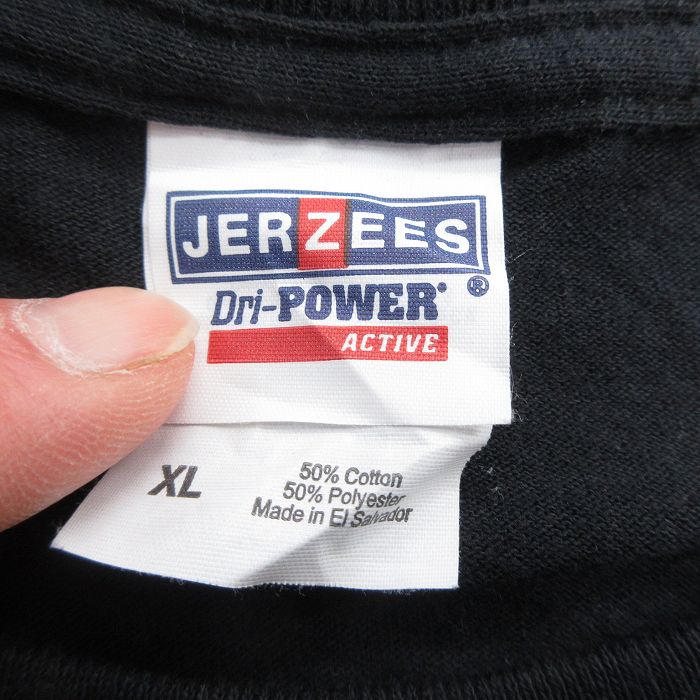 JERZEES
®
Dri-POWER®
ACTIVE
XL
50% Cotton
50% Polyester
Made in El Salvador